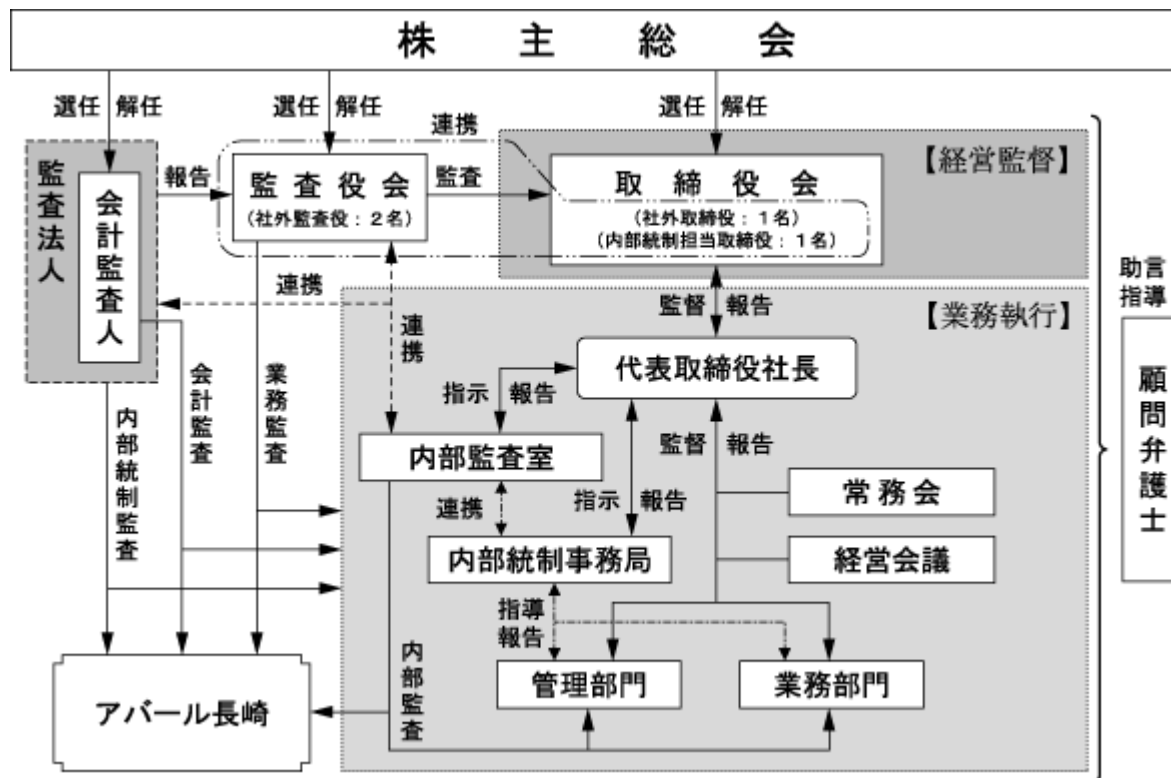 株主総会
選任 解任
選任 解任
選任 解任
連携
【経営監督】
監査法人
会計監査人
報告
監査役会
(社外監査役:2名)
監査
取締役会
(社外取締役:1名)
(内部統制担当取締役:1名)
連携
連携
監督 報告
【業務執行】
助言
指導
顧問弁護士
代表取締役社長
指示 報告
内部監査室
監督 報告
指示 報告
連携
常務会
内部統制事務局
経営会議
内部統制監査
会計監査
業務監査
指導
報告
管理部門
業務部門
内部監査
アバール長崎